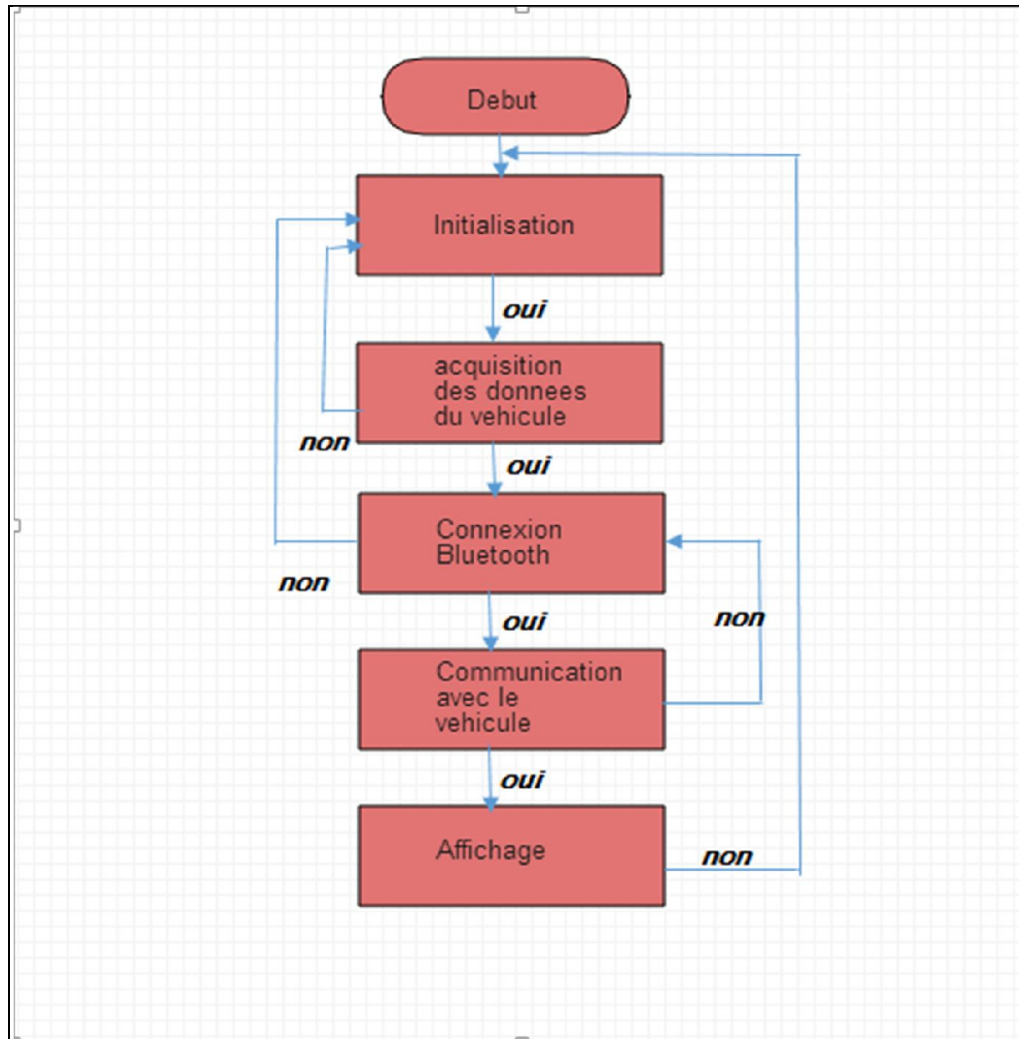 Debut
Initialisation
oui
acquisition
des donnees
du vehicule
non
oui
Connexion
Bluetooth
non
oui
non
Communication
avec le
vehicule
oui
Affichage
non